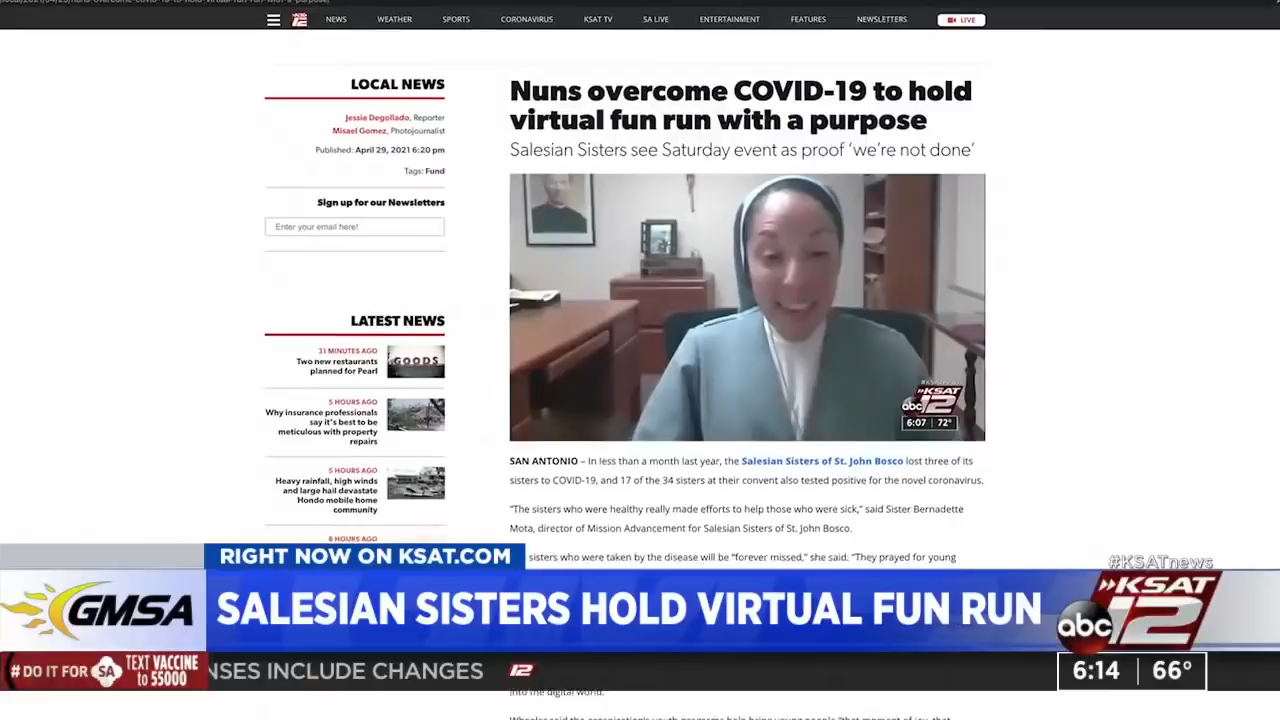 NEWS
WEATHER
SPORTS
CORONAVIRUS
KSAT TV
SA LIVE
ENTERTAINMENT
FEATURES
NEWSLETTERS
LIVE
LOCAL NEWS
Jessie Degollado, Reporter
Misael Gomez, Photojournalist
Published: April 29, 2021 6:20 pm
Tags: Fund
Sign up for our Newsletters
Enter your email here!
LATEST NEWS
31 MINUTES AGO
Two new restaurants
planned for Pearl
GOODS
5 HOURS AGO
Why insurance professionals
say it's best to be
meticulous with property
repairs
5 HOURS AGO
Heavy rainfall, high winds
and large hail devastate
Hondo mobile home
community
8 HOURS AGO
Nuns overcome COVID-19 to hold
virtual fun run with a purpose
Salesian Sisters see Saturday event as proof ‘we’re not done’
KSAT
abc 12
6:07 72°
SAN ANTONIO – In less than a month last year, the Salesian Sisters of St. John Bosco lost three of its
sisters to COVID-19, and 17 of the 34 sisters at their convent also tested positive for the novel coronavirus.
“The sisters who were healthy really made efforts to help those who were sick,” said Sister Bernadette
Mota, director of Mission Advancement for Salesian Sisters of St. John Bosco.
sisters who were taken by the disease will be “forever missed,” she said. “They prayed for young
RIGHT NOW ON KSAT.COM
#KSATnews
GMSA
SALESIAN SISTERS HOLD VIRTUAL FUN RUN
KSAT
abc 12
#DO IT FOR SA
TEXT VACCINE
to 55000
NSES INCLUDE CHANGES
12
6:14 66°
into the digital world.